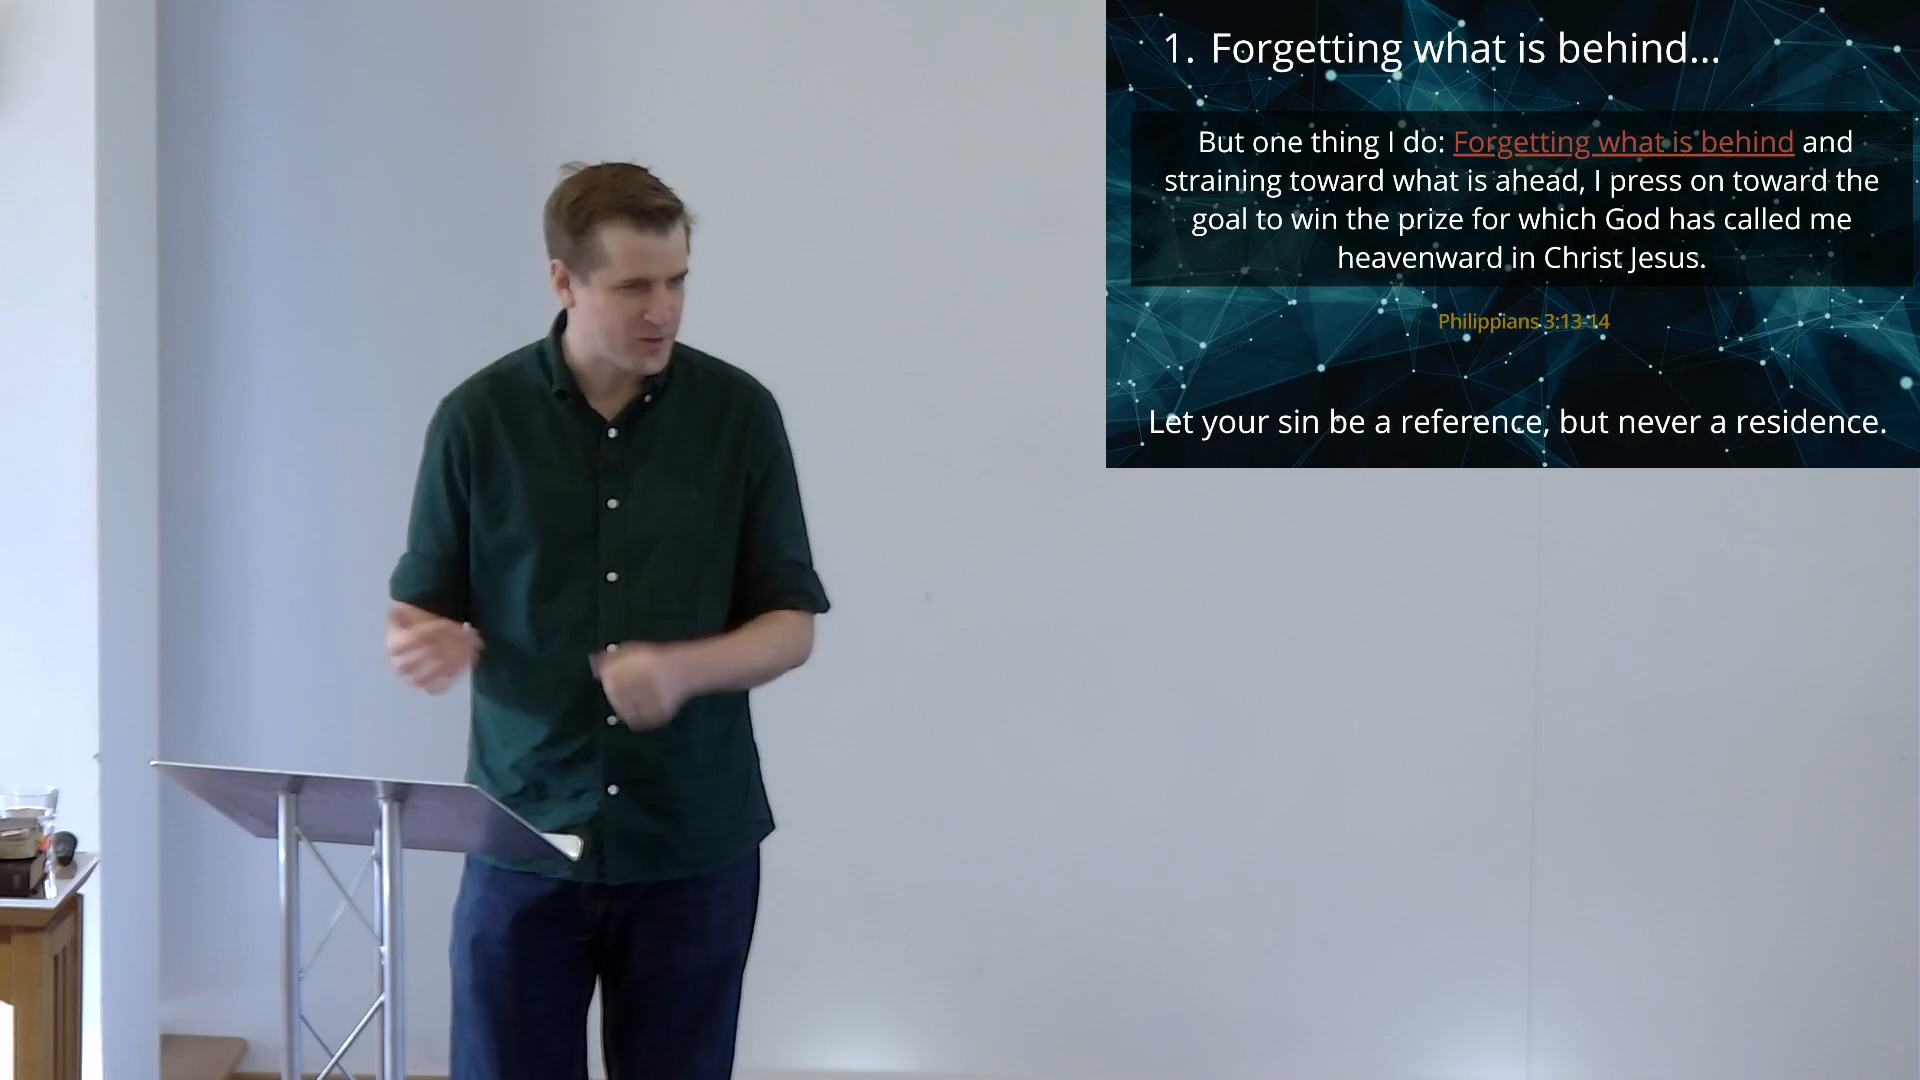 1. Forgetting what is behind...
But one thing I do: Forgetting what is behind and
straining toward what is ahead, I press on toward the
goal to win the prize for which God has called me
heavenward in Christ Jesus.
Philippians 3:13-14
Let your sin be a reference, but never a residence.